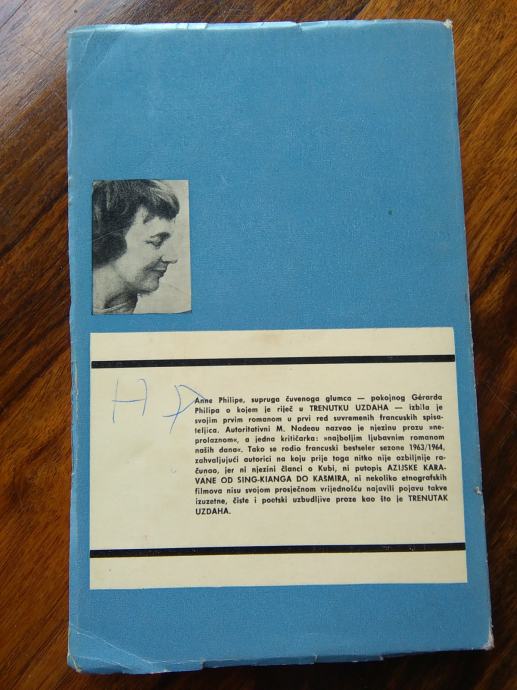 H P
Anne Philipe, supruga čuvenoga glumca — pokojnog Gérarda
Philipa o kojem je riječ u TRENUTKU UZDAHA — izbila je
svojim prvim romanom u prvi red suvremenih francuskih spisa-
teljica. Autoritativni M. Nadeau nazvao je njezinu prozu »ne-
prolaznom«, a jedna kritičarka: »najboljim ljubavnim romanom
naših dana«. Tako se rodio francuski bestseler sezone 1963/1964,
zahvaljujući autorici na koju prije toga nitko nije ozbiljnije ra-
čunao, jer ni njezini članci o Kubi, ni putopis AZIJSKE KARA-
VANE OD SING-KIANGA DO KAŠMIRA, ni nekoliko etnografskih
filmova nisu svojom prosječnom vrijednošću najavili pojavu takve
izuzetne, čiste i poetski uzbudljive proze kao što je TRENUTAK
UZDAHA.